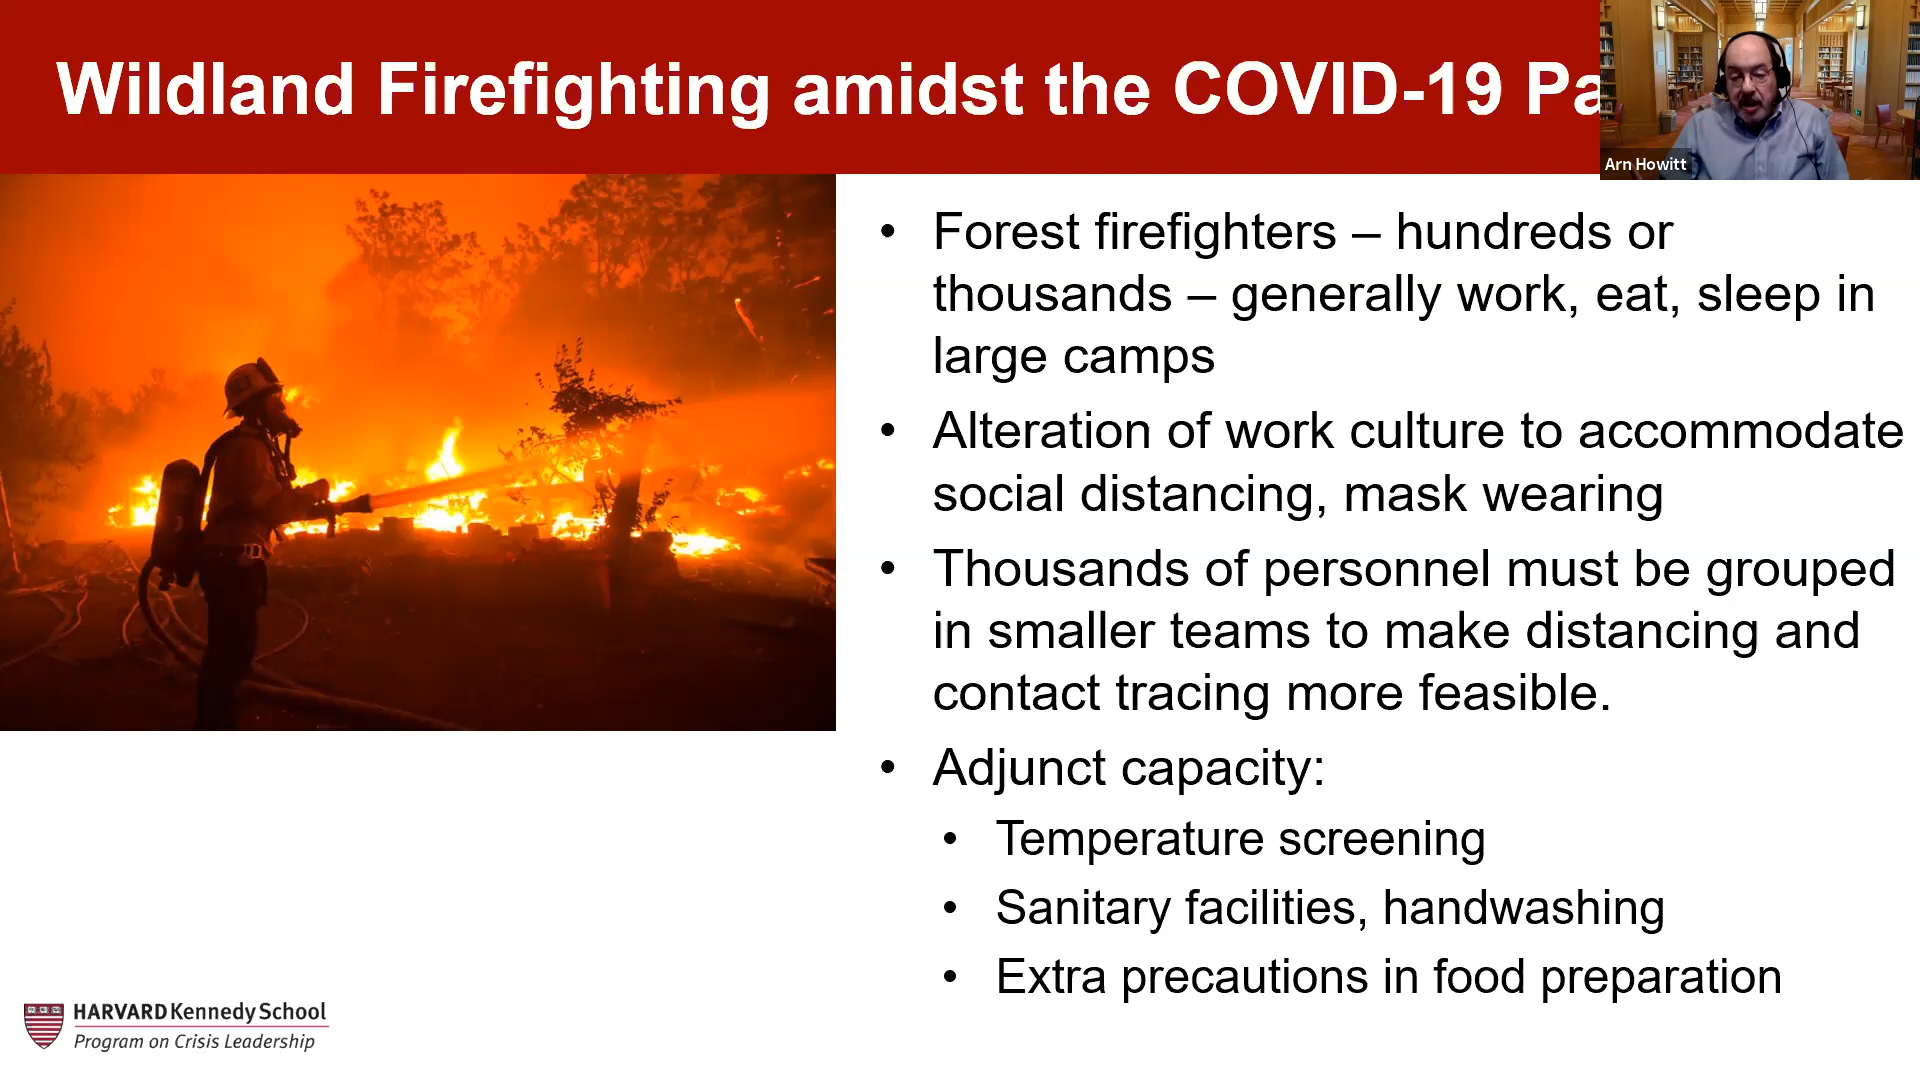 Wildland Firefighting amidst the COVID-19 Pa
Arn Howitt
• Forest firefighters – hundreds or
thousands – generally work, eat, sleep in
large camps
• Alteration of work culture to accommodate
social distancing, mask wearing
• Thousands of personnel must be grouped
in smaller teams to make distancing and
contact tracing more feasible.
• Adjunct capacity:
• Temperature screening
• Sanitary facilities, handwashing
• Extra precautions in food preparation
HARVARD Kennedy School
Program on Crisis Leadership